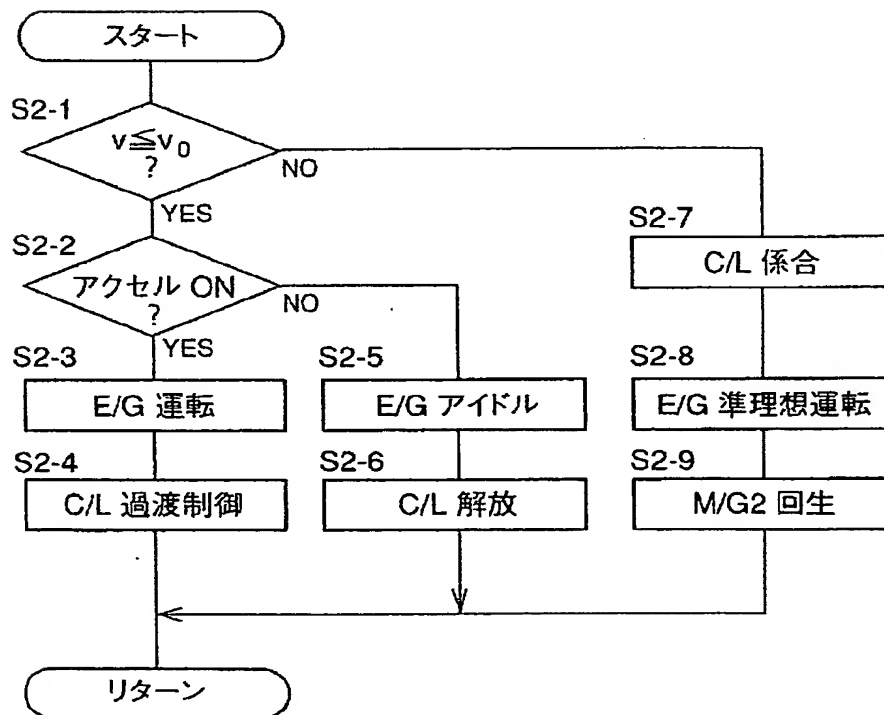 スタート
S2-1
v≦v₀
?
NO
YES
S2-2
アクセル ON
?
NO
YES
S2-3
E/G 運転
S2-4
C/L 過渡制御
S2-5
E/G アイドル
S2-6
C/L 解放
S2-7
C/L 係合
S2-8
E/G 準理想運転
S2-9
M/G2 回生
リターン